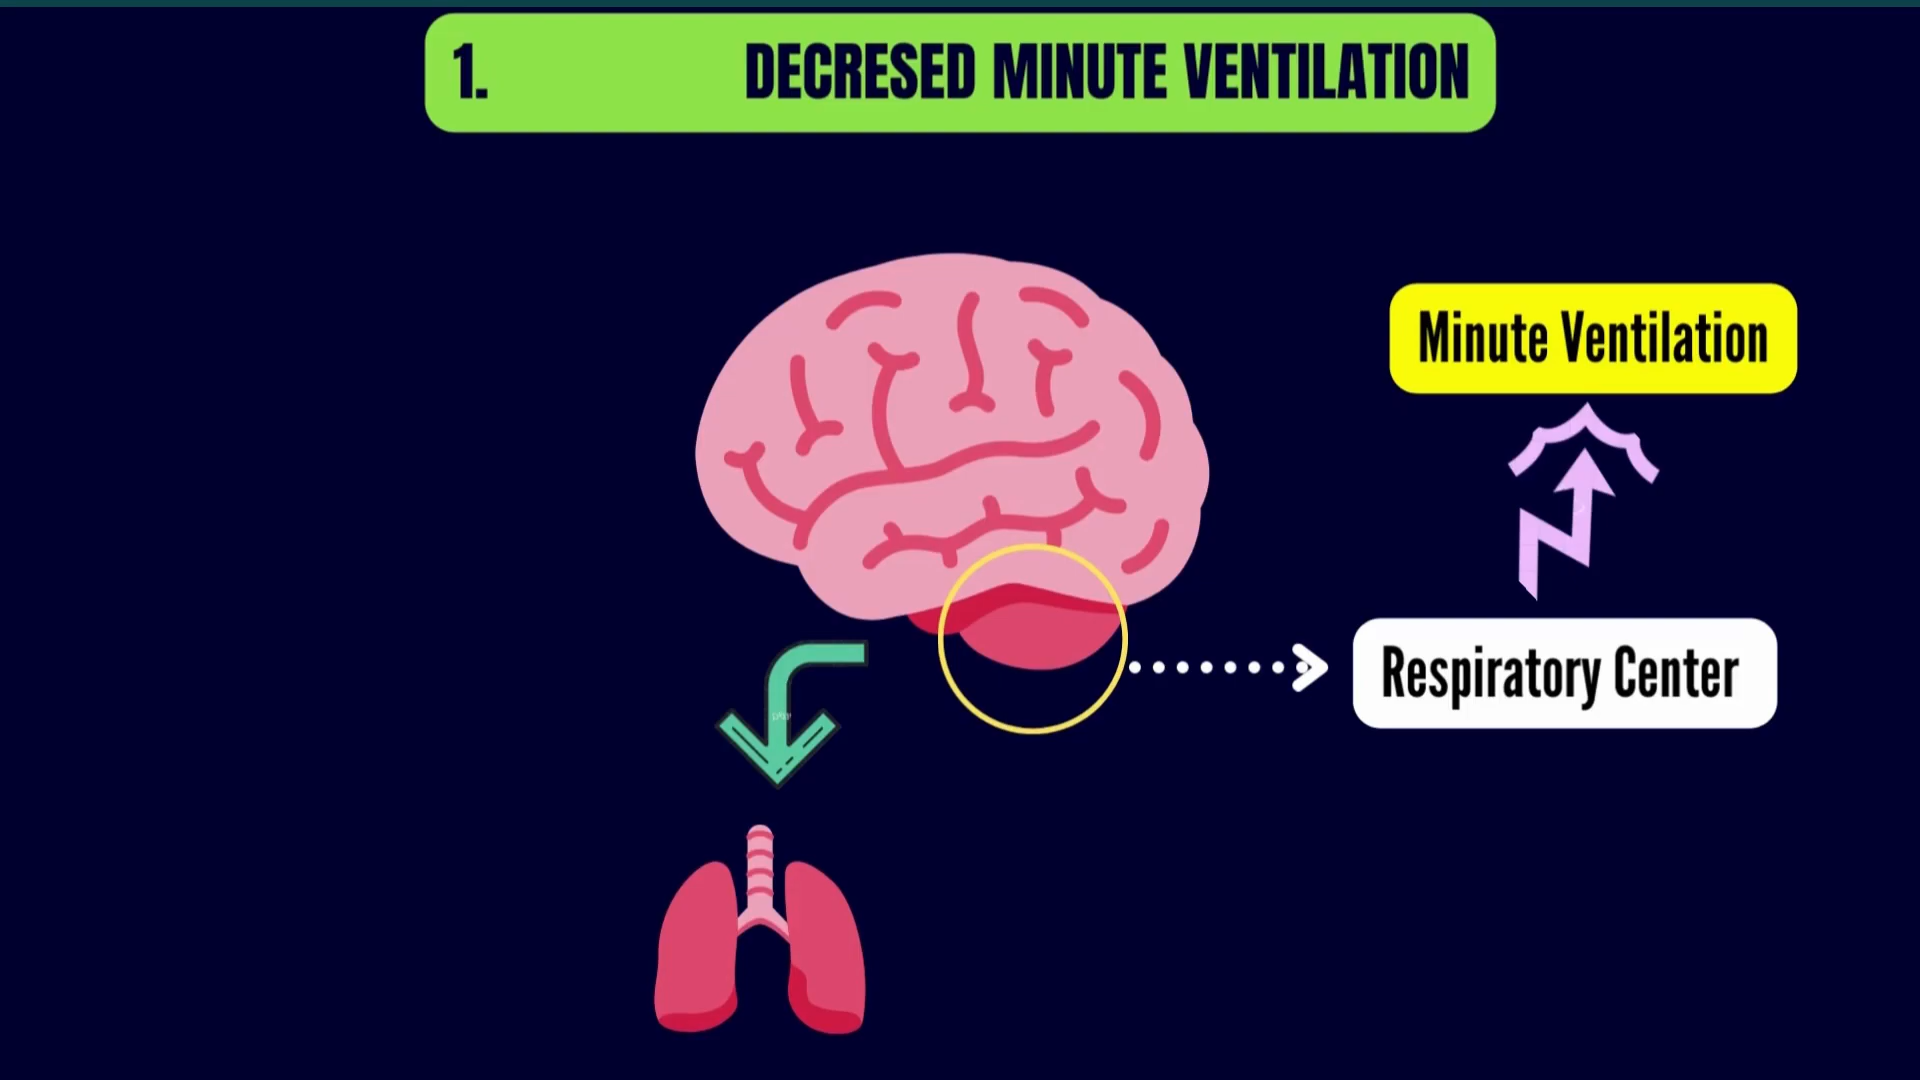 1. DECRESED MINUTE VENTILATION
Minute Ventilation
Respiratory Center